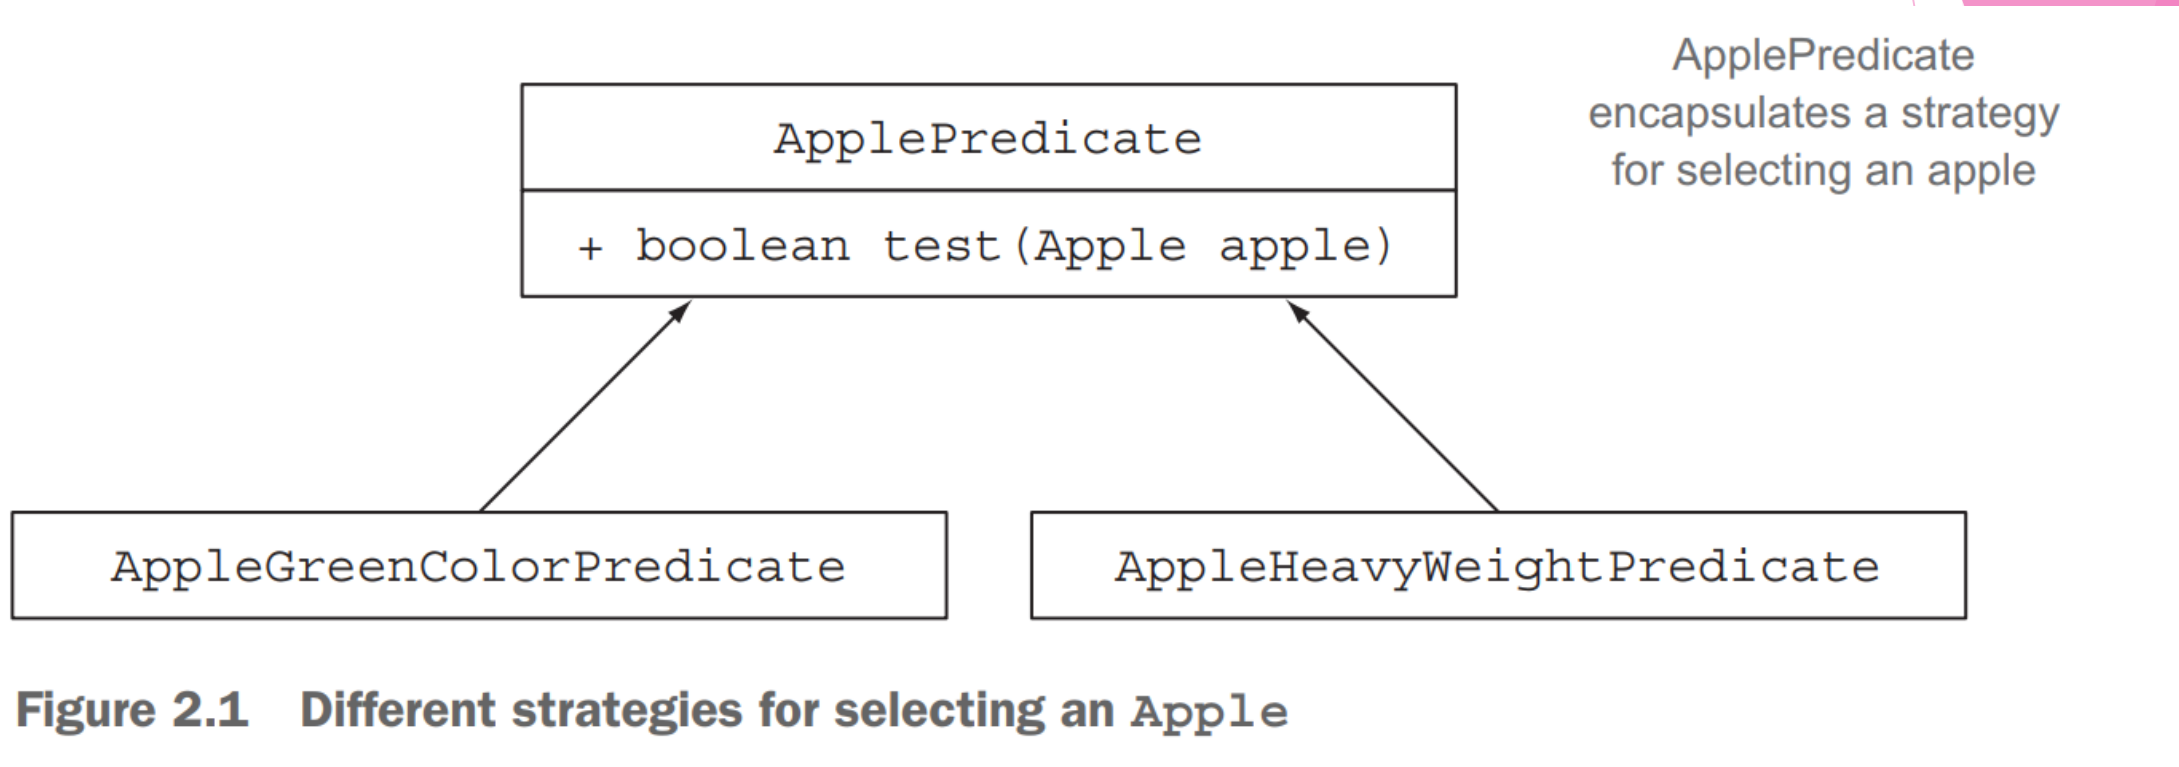 ApplePredicate
encapsulates a strategy
for selecting an apple
ApplePredicate
+ boolean test(Apple apple)
AppleGreenColorPredicate
AppleHeavyWeightPredicate
Figure 2.1 Different strategies for selecting an Apple